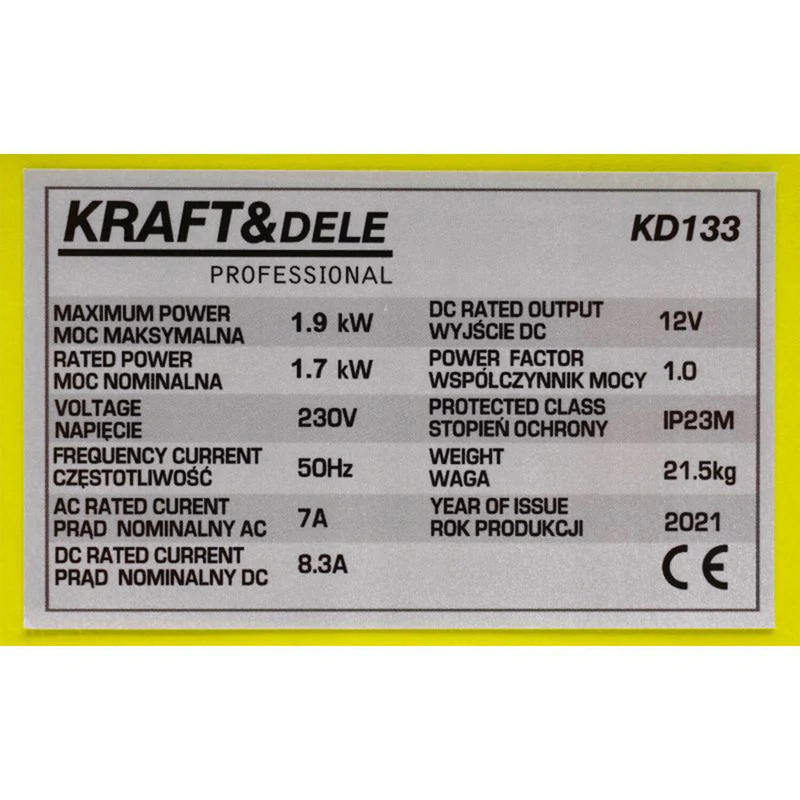 KRAFT&DELE
PROFESSIONAL
KD133
MAXIMUM POWER
MOC MAKSYMALNA
1.9 kW
RATED POWER
MOC NOMINALNA
1.7 kW
VOLTAGE
NAPIĘCIE
230V
FREQUENCY CURRENT
CZĘSTOTLIWOŚĆ
50Hz
AC RATED CURENT
PRĄD NOMINALNY AC
7A
DC RATED CURRENT
PRĄD NOMINALNY DC
8.3A
DC RATED OUTPUT
WYJŚCIE DC
12V
POWER FACTOR
WSPÓLCZYNNIK MOCY
1.0
PROTECTED CLASS
STOPIEŃ OCHRONY
IP23M
WEIGHT
WAGA
21.5kg
YEAR OF ISSUE
ROK PRODUKCJI
2021
CE